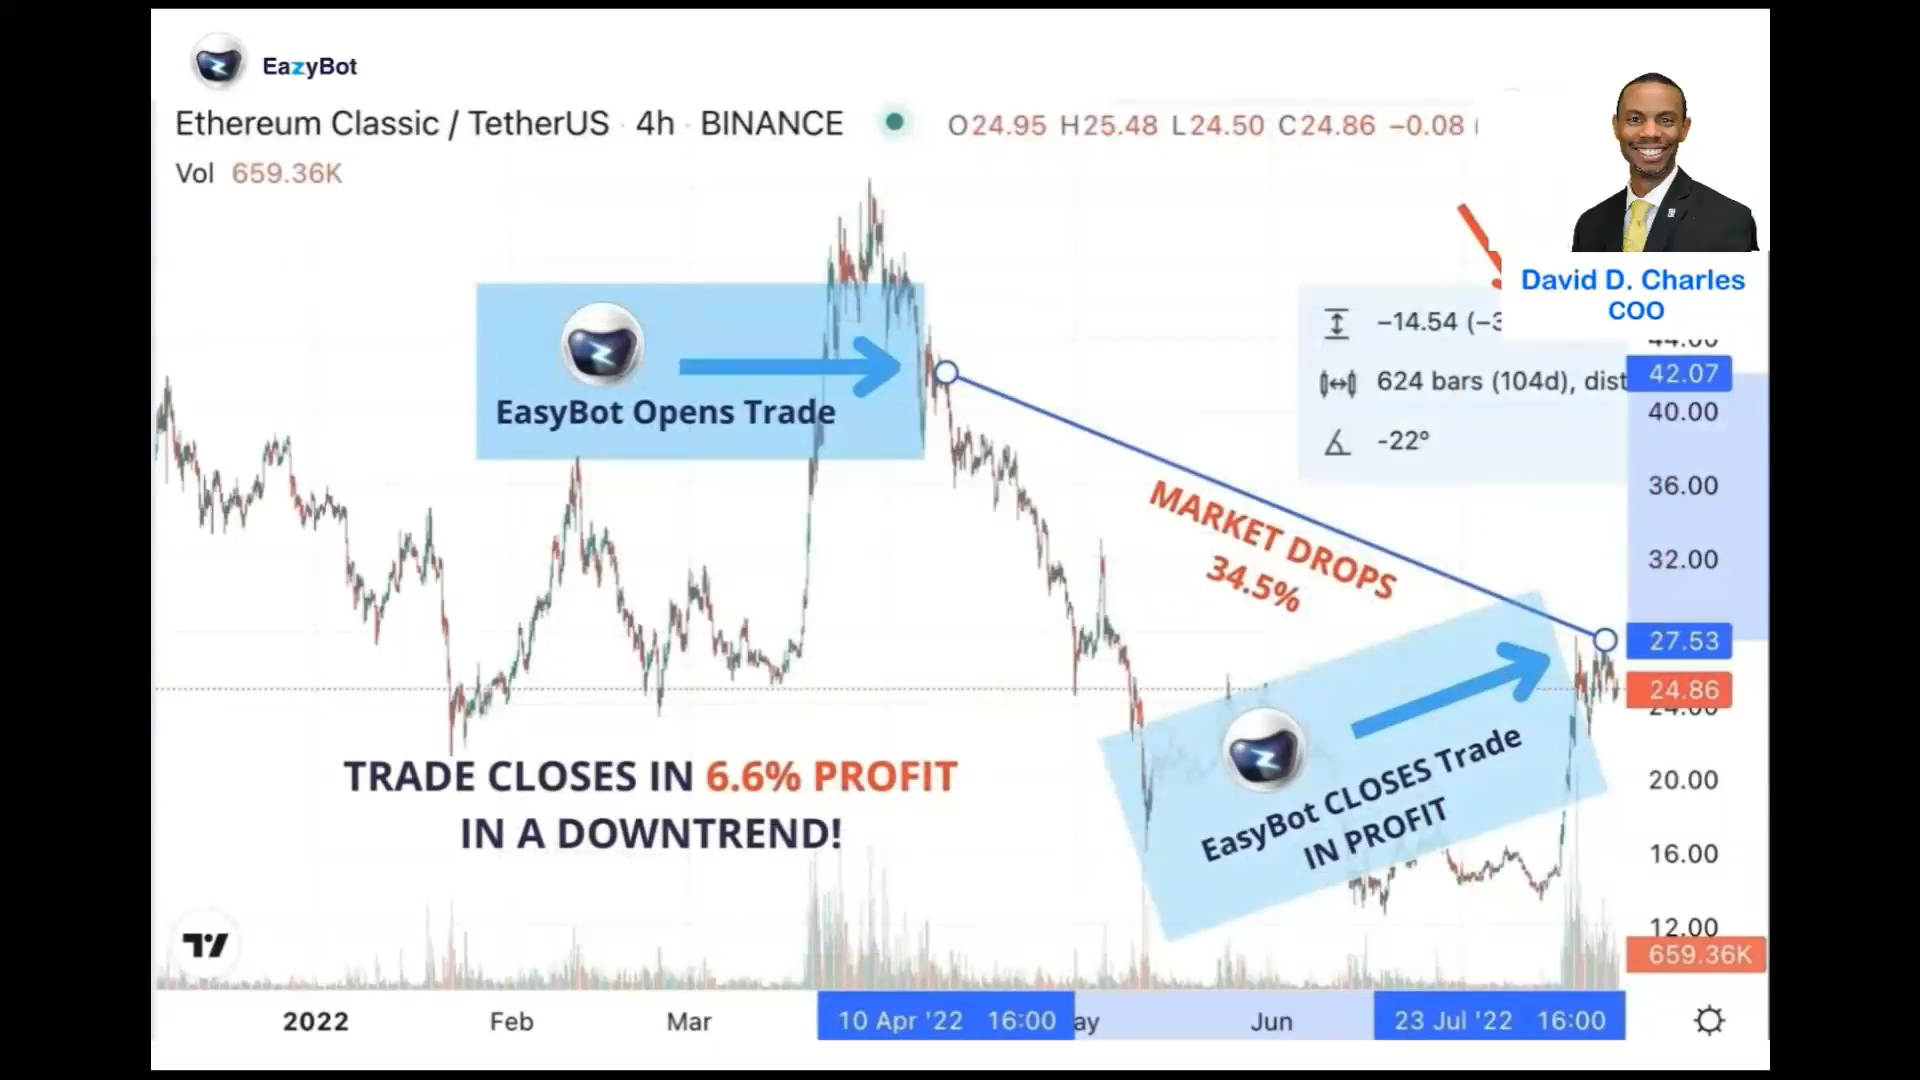 EazyBot
Ethereum Classic / TetherUS · 4h · BINANCE
O24.95 H25.48 L24.50 C24.86 −0.08
Vol 659.36K
David D. Charles
COO
−14.54
624 bars (104d), dist
-22°
EasyBot Opens Trade
MARKET DROPS
34.5%
EasyBot CLOSES Trade
IN PROFIT
TRADE CLOSES IN 6.6% PROFIT
IN A DOWNTREND!
44.00
42.07
40.00
36.00
32.00
27.53
24.86
24.00
20.00
16.00
12.00
659.36K
2022 Feb Mar 10 Apr '22 16:00 ay Jun 23 Jul '22 16:00